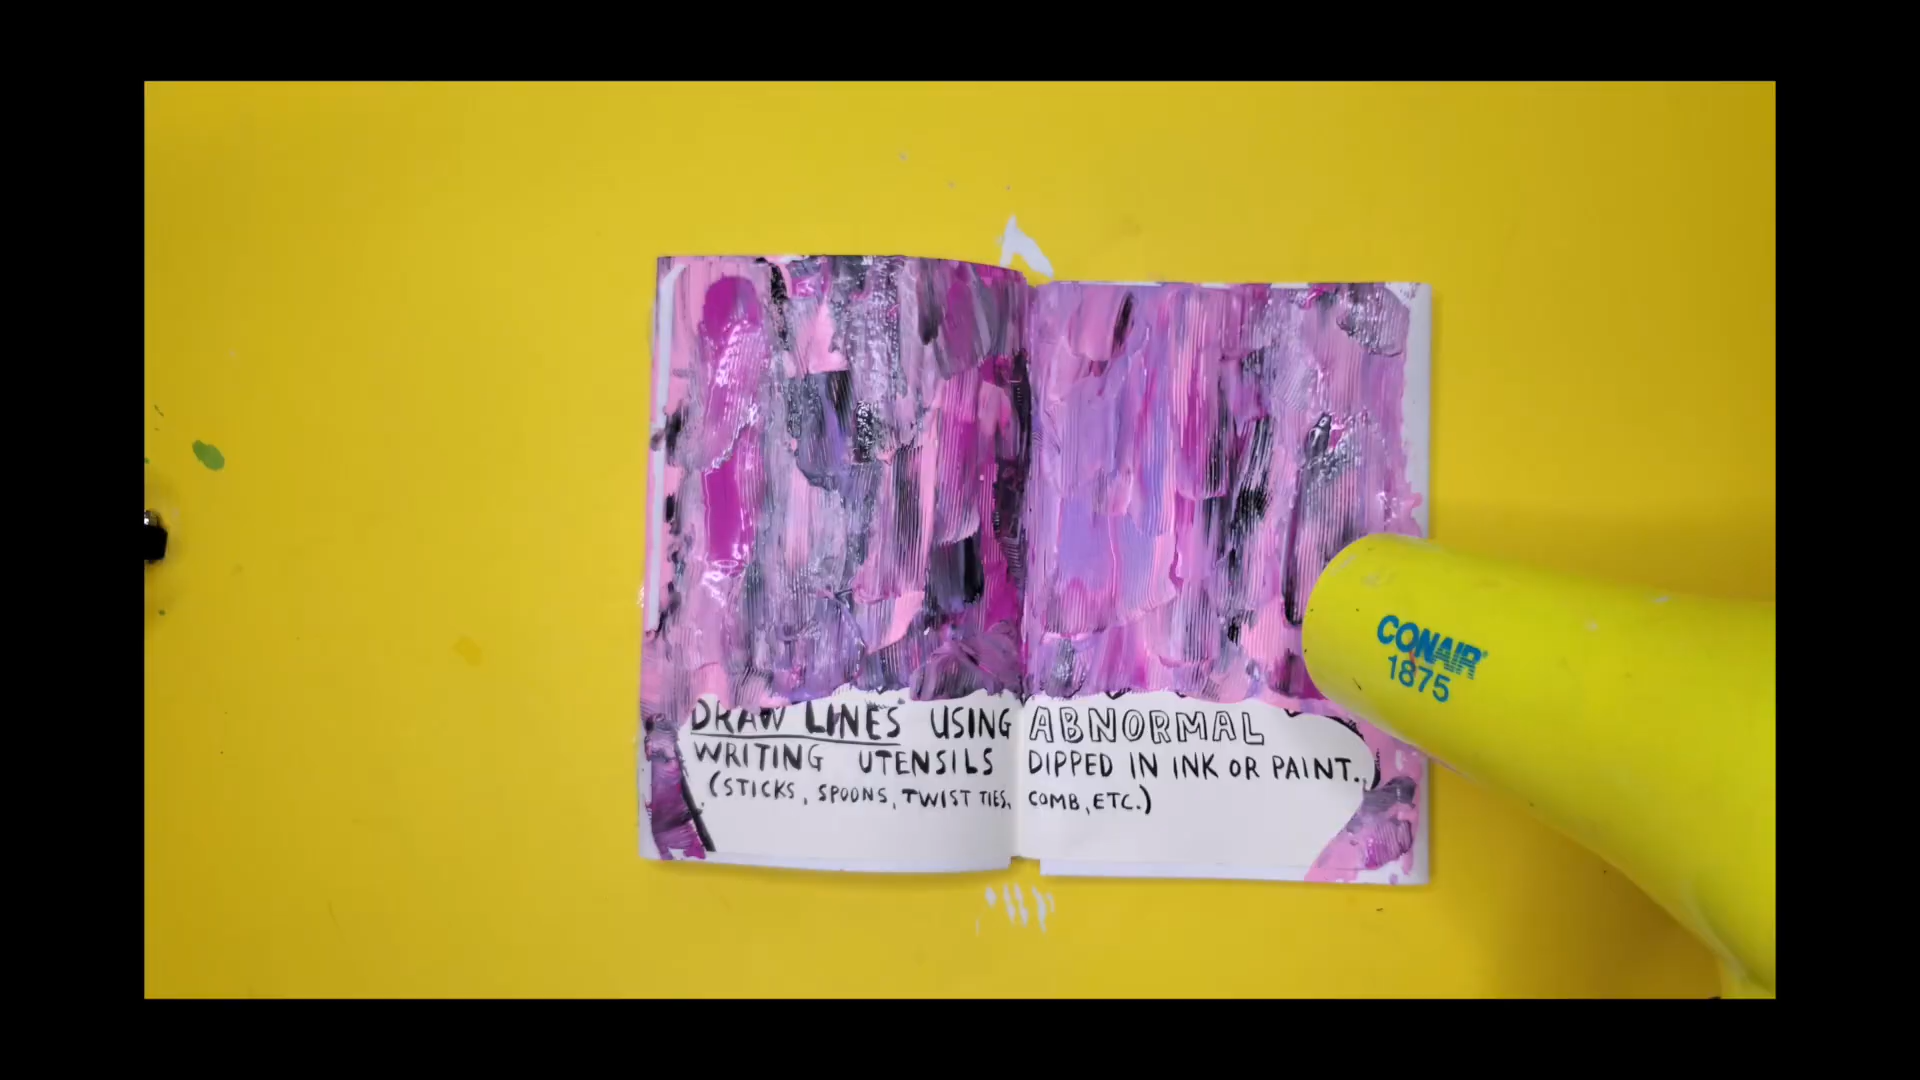 DRAW LINES USING ABNORMAL
WRITING UTENSILS DIPPED IN INK OR PAINT.
(STICKS, SPOONS, TWIST TIES, COMB, ETC.)
CONAIR
1875